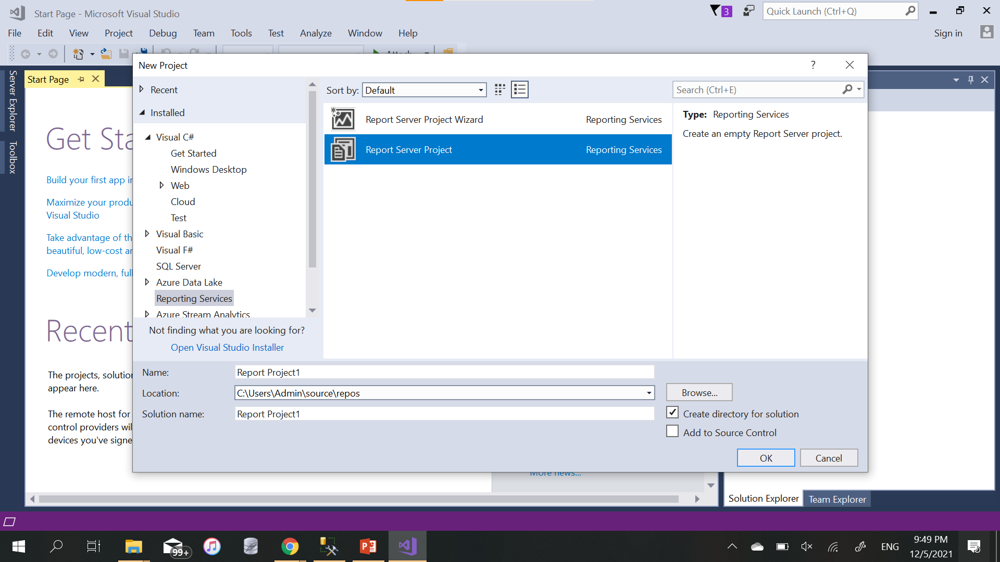 Start Page - Microsoft Visual Studio
3
Quick Launch (Ctrl+Q)
File Edit View Project Debug Team Tools Test Analyze Window Help
Sign in
Server Explorer
Toolbox
Start Page
Get Sta
Build your first app in
Maximize your produ
Visual Studio
Take advantage of th
beautiful, low-cost a
Develop modern, full
Recent
The projects, solution
appear here.
The remote host for
control providers wil
devices you've signe
New Project
?
Recent
Installed
Visual C#
Get Started
Windows Desktop
Web
Cloud
Test
Visual Basic
Visual F#
SQL Server
Azure Data Lake
Reporting Services
Azure Stream Analytics
Not finding what you are looking for?
Open Visual Studio Installer
Sort by: Default
Search (Ctrl+E)
Report Server Project Wizard Reporting Services
Report Server Project Reporting Services
Type: Reporting Services
Create an empty Report Server project.
Name: Report Project1
Location: C:\Users\Admin\source\repos
Browse...
Solution name: Report Project1
Create directory for solution
Add to Source Control
OK Cancel
More news...
Solution Explorer Team Explorer
99+
ENG
9:49 PM
12/5/2021